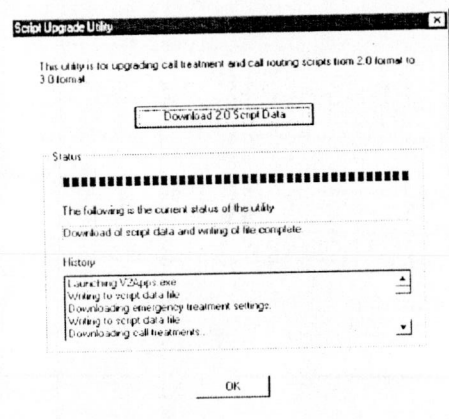 Script Upgrade Utility
This utility is for upgrading call treatment and call routing scripts from 2.0 format to
3.0 format
Download 2.0 Script Data
Status
The following is the current status of the utility
Download of script data and writing of file complete
History
Launching V2Apps.exe
Writing to script data file
Downloading emergency treatment settings.
Writing to script data file
Downloading call treatments..
OK